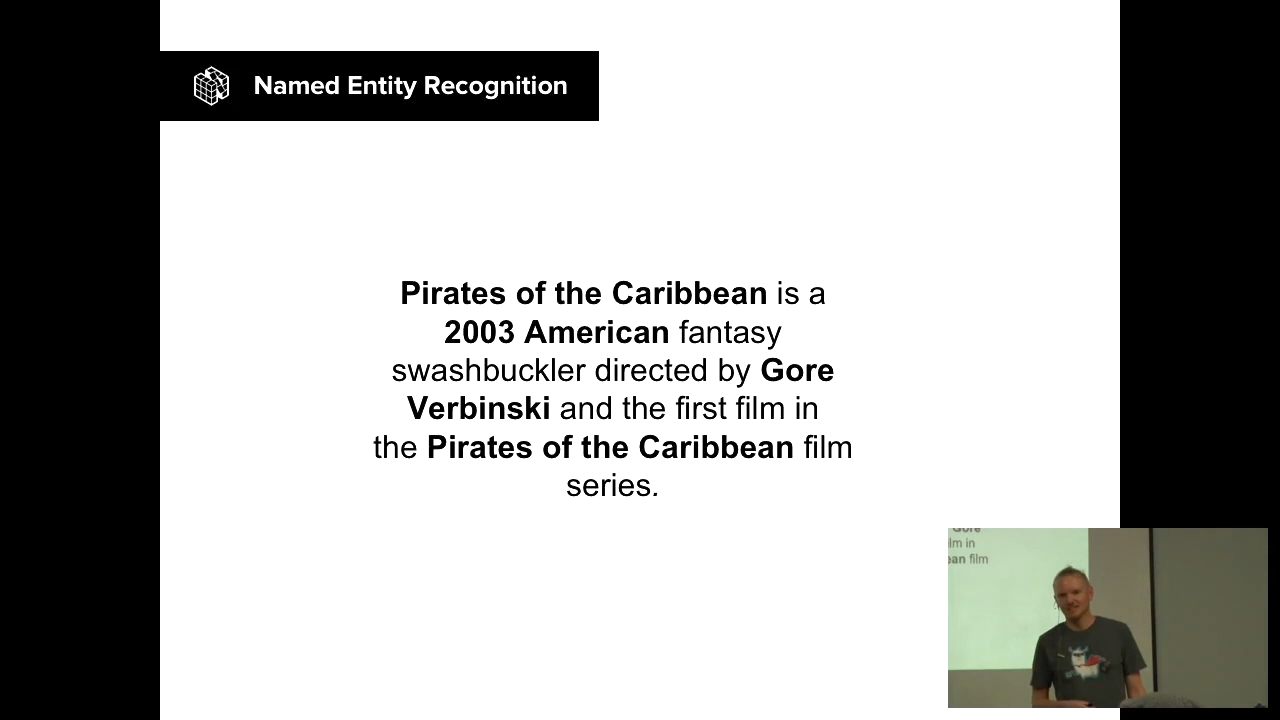 Named Entity Recognition
Pirates of the Caribbean is a
2003 American fantasy
swashbuckler directed by Gore
Verbinski and the first film in
the Pirates of the Caribbean film
series.
Gore
lm in
ean film